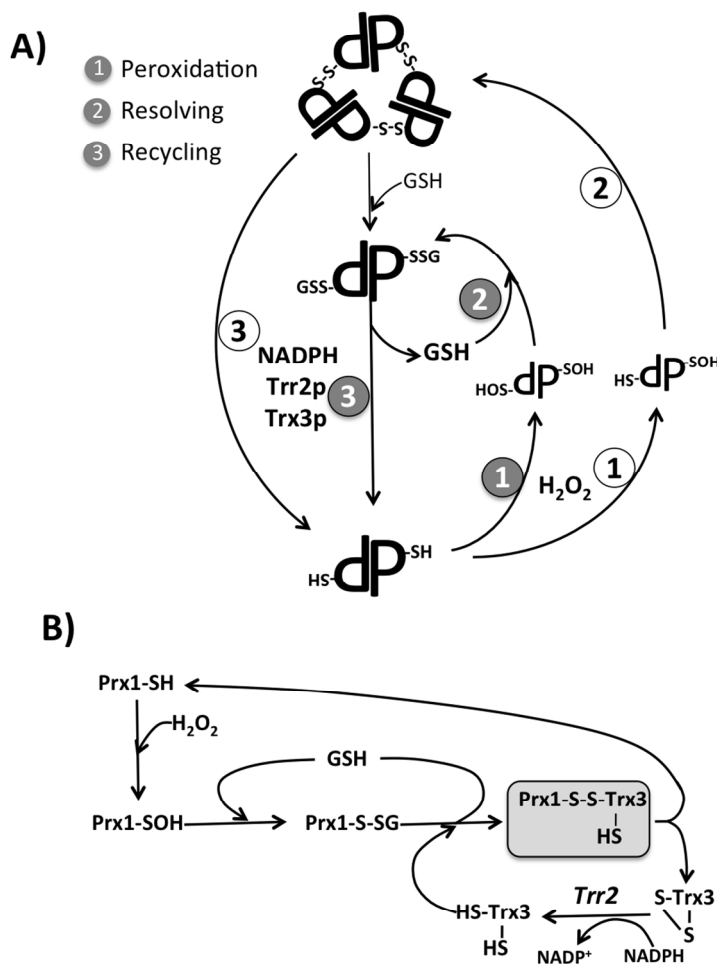 A)
1 Peroxidation
2 Resolving
3 Recycling
S-S
S-S
-S-S-
GSH
-SSG
GSS-
2
2
3
NADPH
Trr2p
Trx3p
3
GSH
HOS- -SOH
HS- -SOH
1
H2O2
1
HS- -SH
B)
Prx1-SH
H2O2
GSH
Prx1-SOH
Prx1-S-SG
Prx1-S-S-Trx3
HS
Trr2
HS-Trx3
HS
S-Trx3
S
NADP+
NADPH